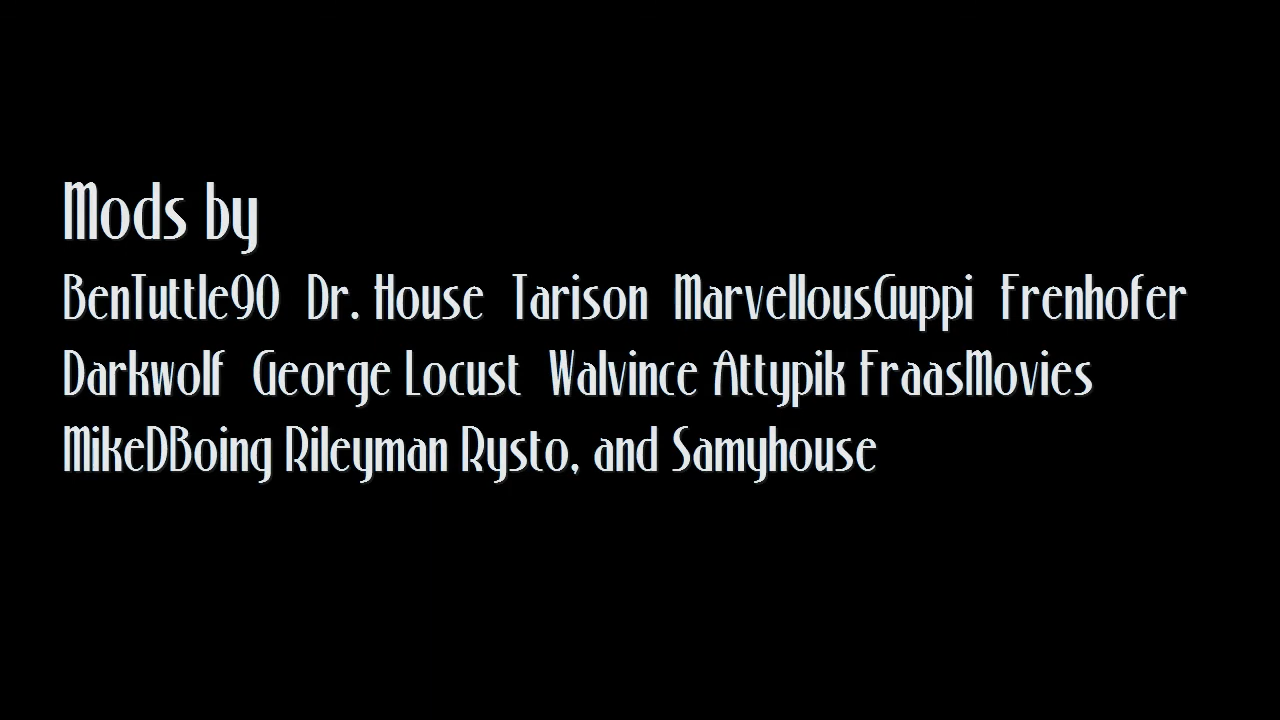 Mods by
BenTuttle90 Dr. House Tarison MarvellousGuppi Frenhofer
Darkwolf George Locust Walvince Attypik FraasMovies
MikeDBoing Rileyman Rysto, and Samyhouse